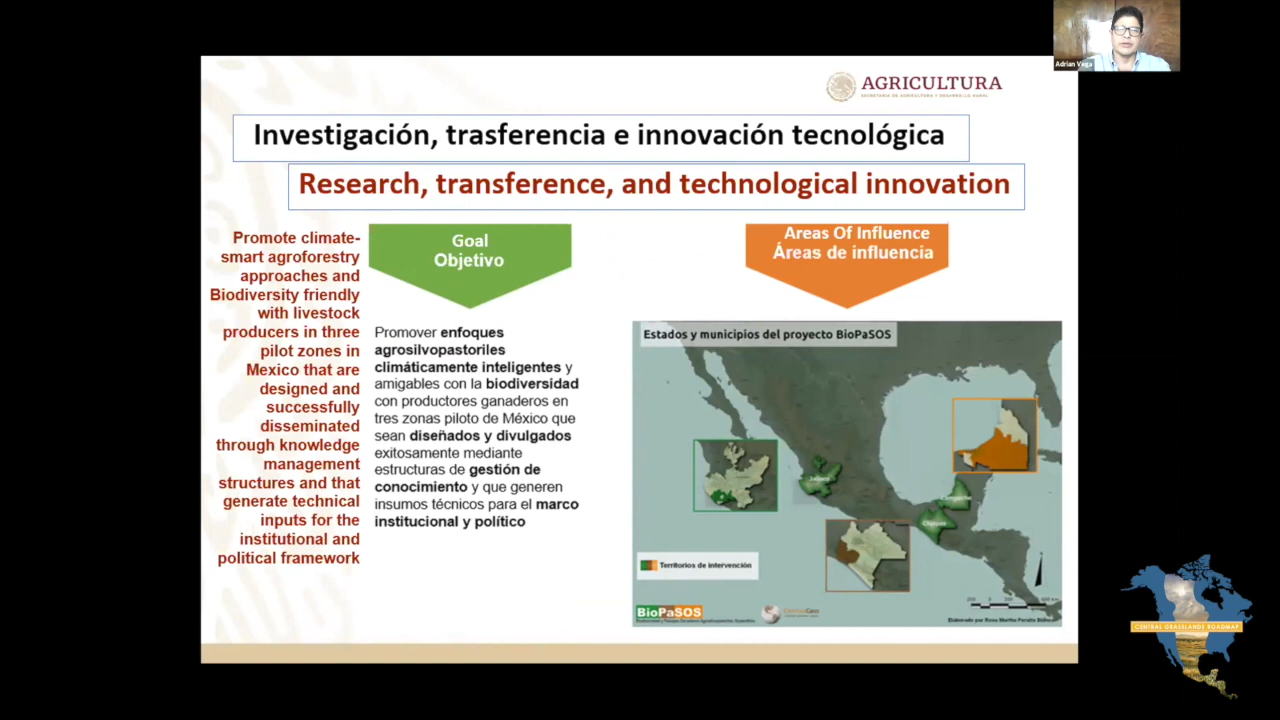 Adrian Vega
AGRICULTURA
SECRETARÍA DE AGRICULTURA Y DESARROLLO RURAL
Investigación, trasferencia e innovación tecnológica
Research, transference, and technological innovation
Promote climate-
smart agroforestry
approaches and
Biodiversity friendly
with livestock
producers in three
pilot zones in
Mexico that are
designed and
successfully
disseminated
through knowledge
management
structures and that
generate technical
inputs for the
institutional and
political framework
Goal
Objetivo
Promover enfoques
agrosilvopastoriles
climáticamente inteligentes y
amigables con la biodiversidad
con productores ganaderos en
tres zonas piloto de México que
sean diseñados y divulgados
exitosamente mediante
estructuras de gestión de
conocimiento y que generen
insumos técnicos para el marco
institucional y político
Areas Of Influence
Áreas de influencia
Estados y municipios del proyecto BioPaSOS
Jalisco
Campeche
Chiapas
Territorios de intervención
BioPaSOS
CentroGeo
Elaborado por Rosa Martha Peralta
CENTRAL GRASSLANDS ROADMAP